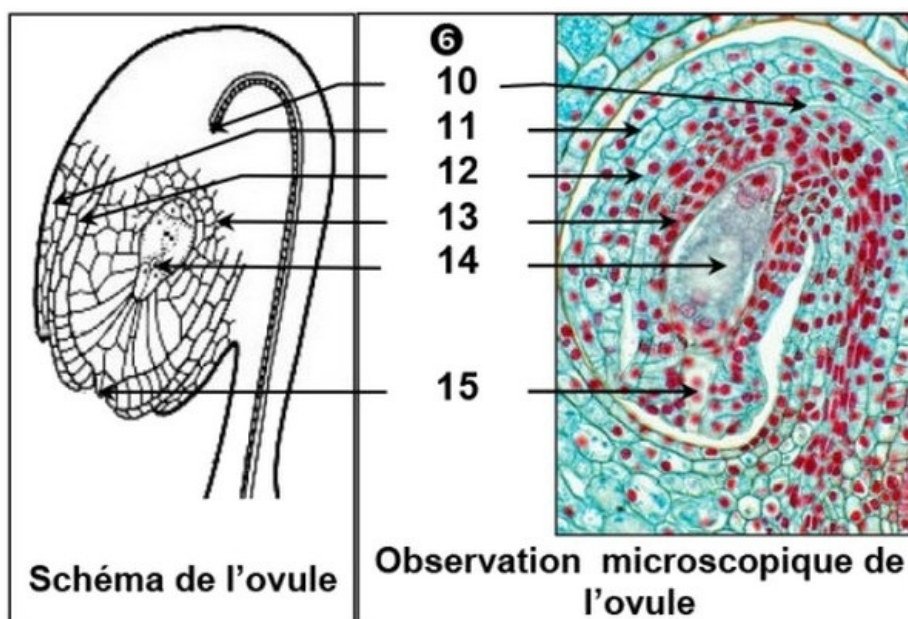 ❻
10
11
12
13
14
15
Schéma de l'ovule
Observation microscopique de
l'ovule